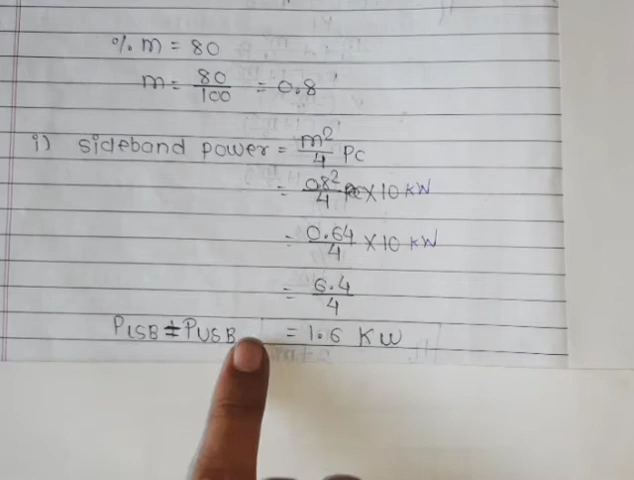 % m = 80
m = 80/100 = 0.8
i) sideband power = m²/4 Pc
= 0.8²/4 × 10 KW
= 0.64/4 × 10 KW
= 6.4/4
PLSB = PUSB = 1.6 KW